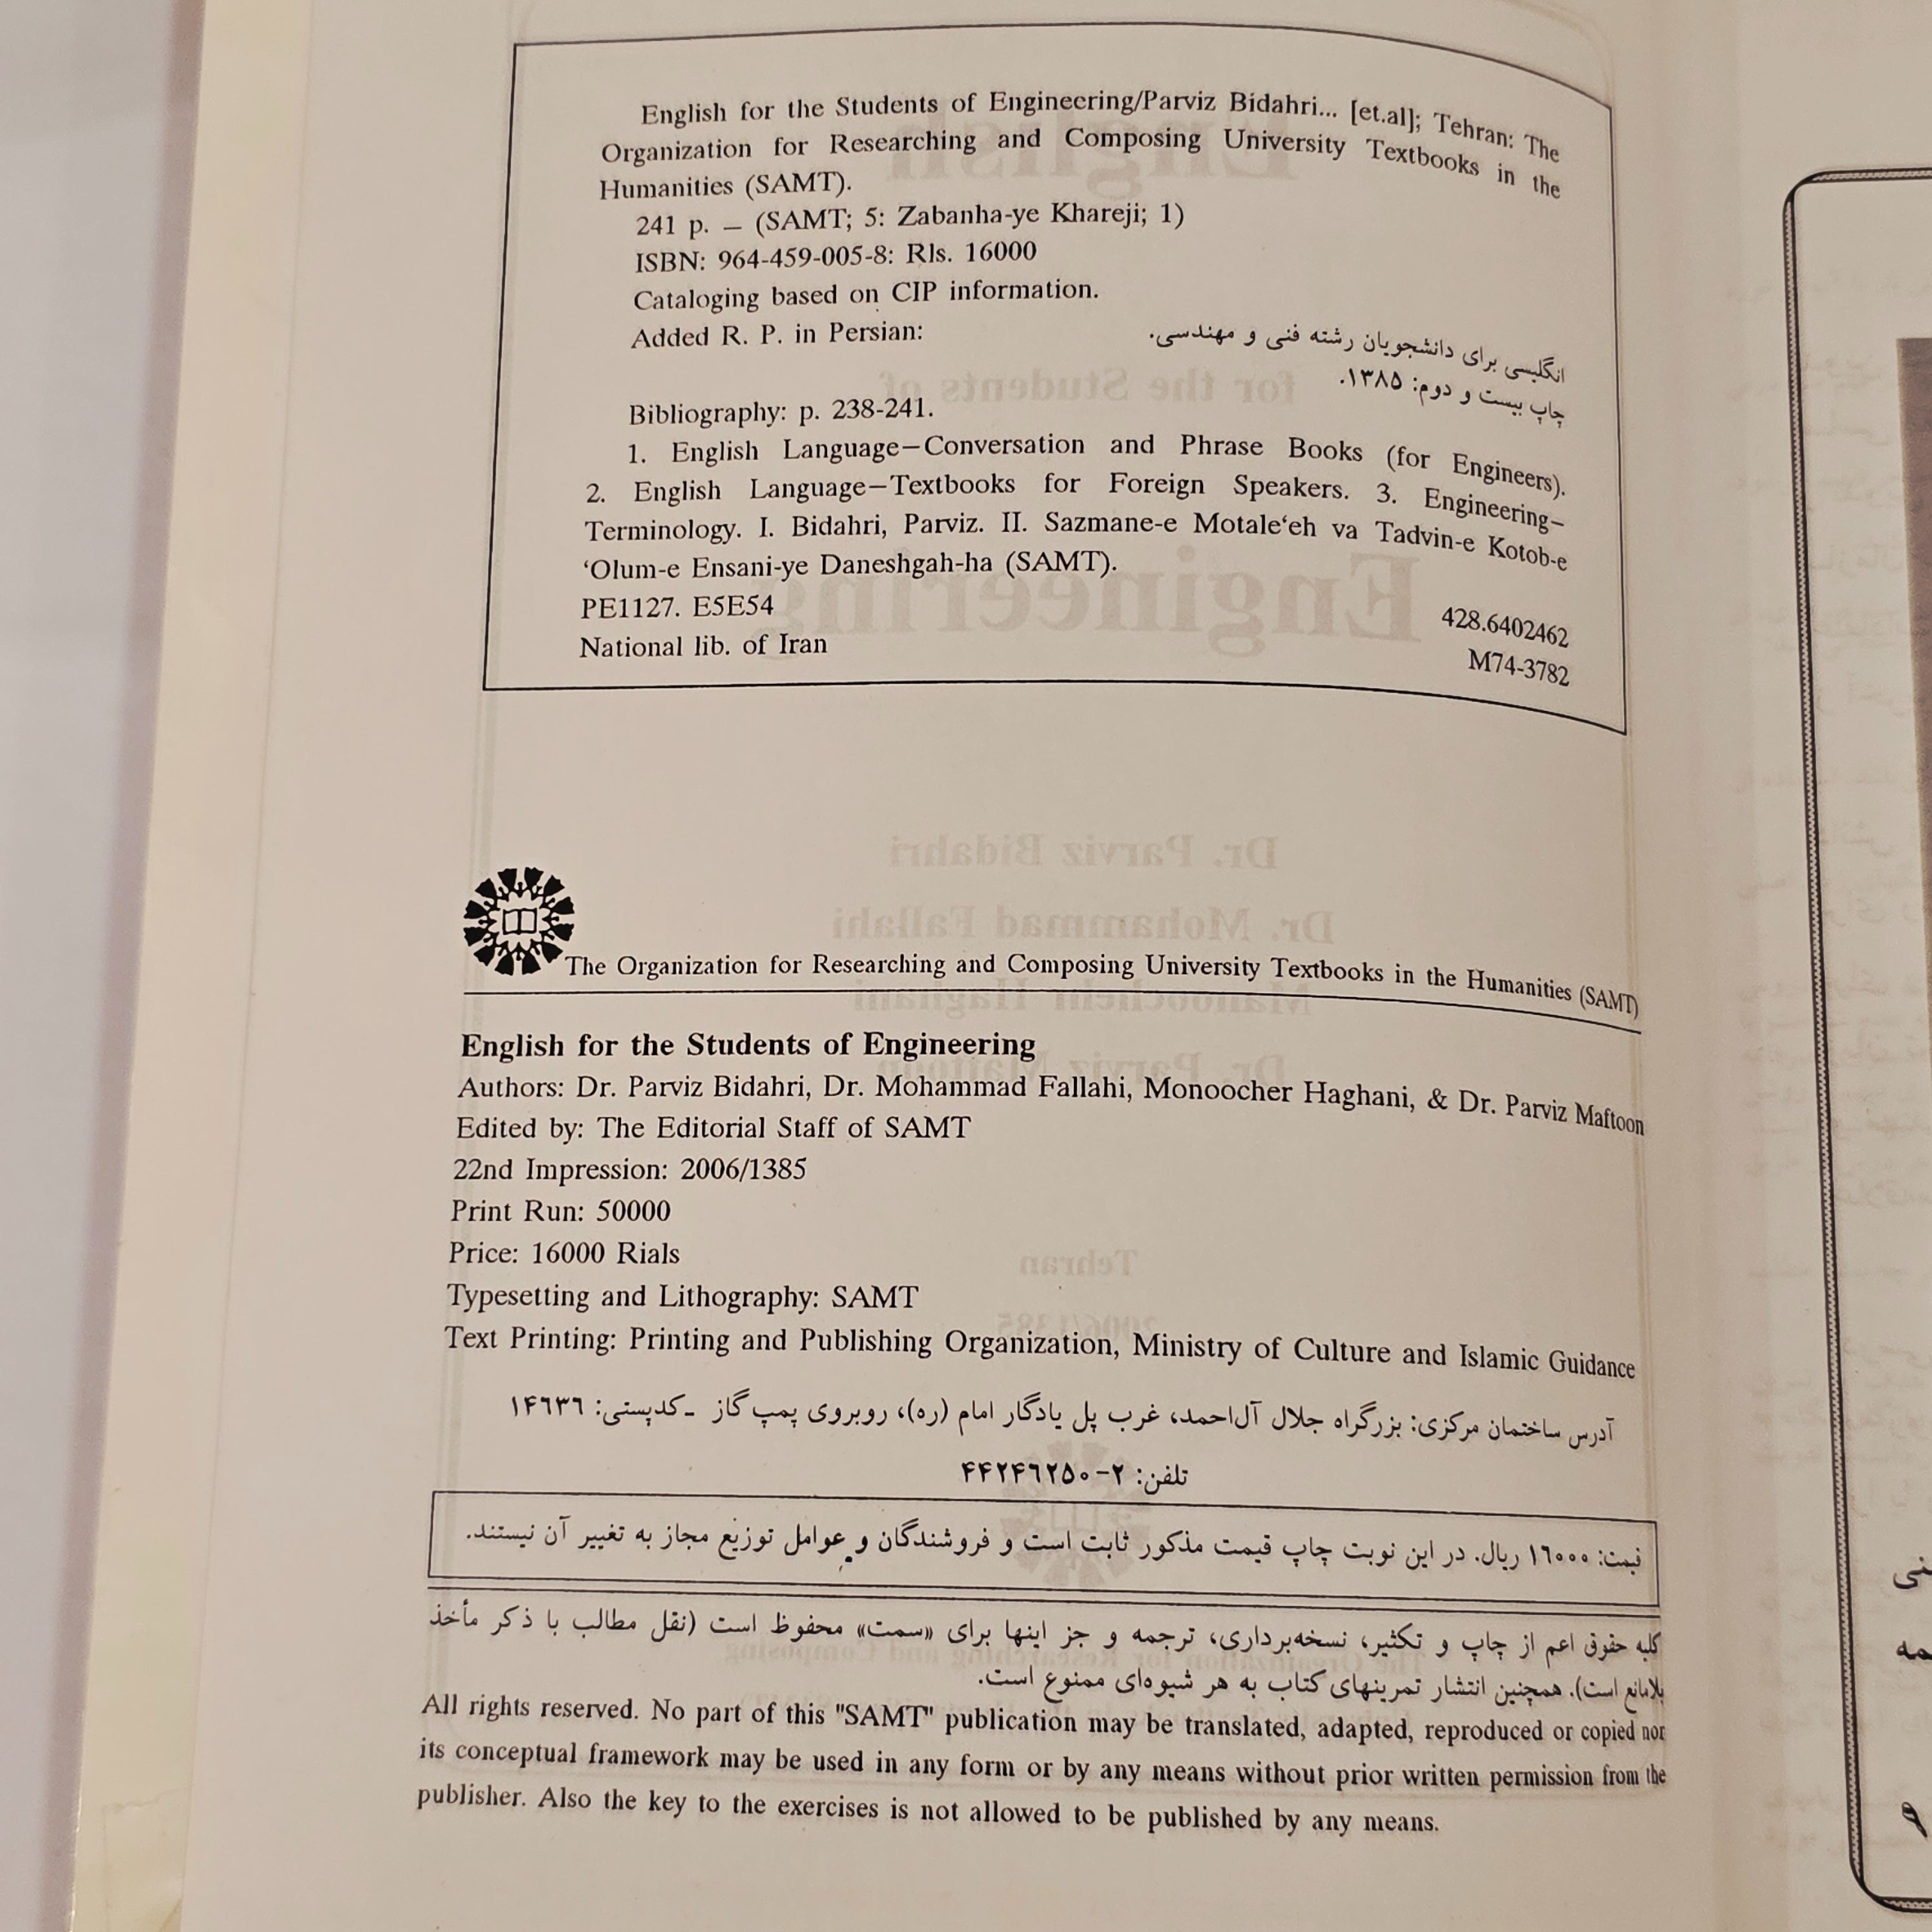 English for the Students of Engineering/Parviz Bidahri... [et.al]; Tehran: The
Organization for Researching and Composing University Textbooks in the
Humanities (SAMT).
241 p. – (SAMT; 5: Zabanha-ye Khareji; 1)
ISBN: 964-459-005-8: Rls. 16000
Cataloging based on CIP information.
Added R. P. in Persian: انگلیسی برای دانشجویان رشته فنی و مهندسی.
چاپ بیست و دوم: ۱۳۸۵.
Bibliography: p. 238-241.
1. English Language–Conversation and Phrase Books (for Engineers).
2. English Language–Textbooks for Foreign Speakers. 3. Engineering–
Terminology. I. Bidahri, Parviz. II. Sazmane-e Motale‘eh va Tadvin-e Kotob-e
‘Olum-e Ensani-ye Daneshgah-ha (SAMT).
PE1127. E5E54 428.6402462
National lib. of Iran M74-3782
The Organization for Researching and Composing University Textbooks in the Humanities (SAMT)
English for the Students of Engineering
Authors: Dr. Parviz Bidahri, Dr. Mohammad Fallahi, Monoocher Haghani, & Dr. Parviz Maftoon
Edited by: The Editorial Staff of SAMT
22nd Impression: 2006/1385
Print Run: 50000
Price: 16000 Rials
Typesetting and Lithography: SAMT
Text Printing: Printing and Publishing Organization, Ministry of Culture and Islamic Guidance
آدرس ساختمان مرکزی: بزرگراه جلال آل‌احمد، غرب پل یادگار امام (ره)، روبروی پمپ گاز ـ کدپستی: ۱۴۶۳۶
تلفن: ۲-۴۴۲۴۶۲۵۰
قیمت: ۱۶۰۰۰ ریال. در این نوبت چاپ قیمت مذکور ثابت است و فروشندگان و عوامل توزیع مجاز به تغییر آن نیستند.
کلیه حقوق اعم از چاپ و تکثیر، نسخه‌برداری، ترجمه و جز اینها برای «سمت» محفوظ است (نقل مطالب با ذکر مأخذ
بلامانع است). همچنین انتشار تمرینهای کتاب به هر شیوه‌ای ممنوع است.
All rights reserved. No part of this "SAMT" publication may be translated, adapted, reproduced or copied nor
its conceptual framework may be used in any form or by any means without prior written permission from the
publisher. Also the key to the exercises is not allowed to be published by any means.